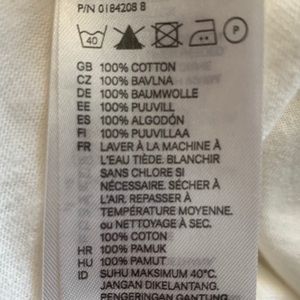 P/N 0184208 8
40 P
GB 100% COTTON
CZ 100% BAVLNA
DE 100% BAUMWOLLE
EE 100% PUUVILL
ES 100% ALGODÓN
FI 100% PUUVILLAA
FR LAVER À LA MACHINE À
L'EAU TIÈDE. BLANCHIR
SANS CHLORE SI
NÉCESSAIRE. SÉCHER À
L'AIR. REPASSER À
TEMPÉRATURE MOYENNE.
OU NETTOYAGE À SEC.
100% COTON
HR 100% PAMUK
HU 100% PAMUT
ID SUHU MAKSIMUM 40°C.
JANGAN DIKELANTANG.
PENGERINGAN GANTUNG